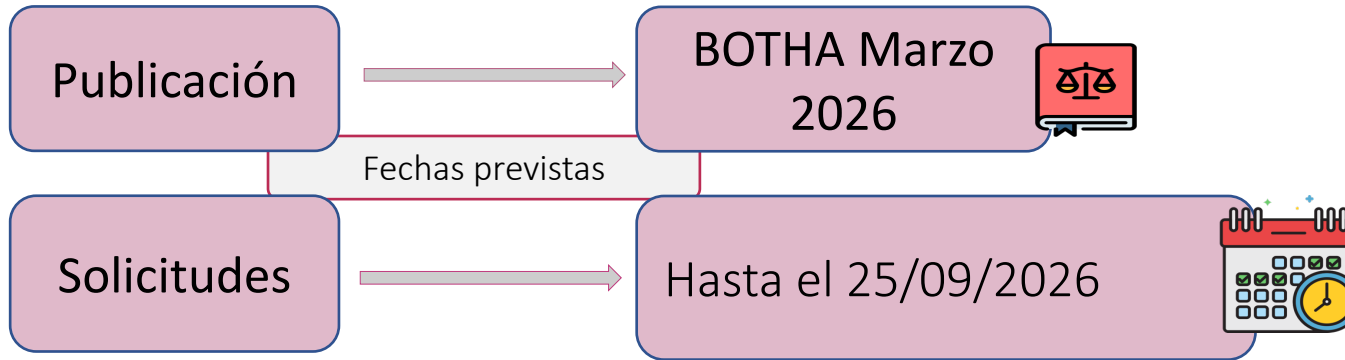 Publicación
BOTHA Marzo
2026
Fechas previstas
Solicitudes
Hasta el 25/09/2026